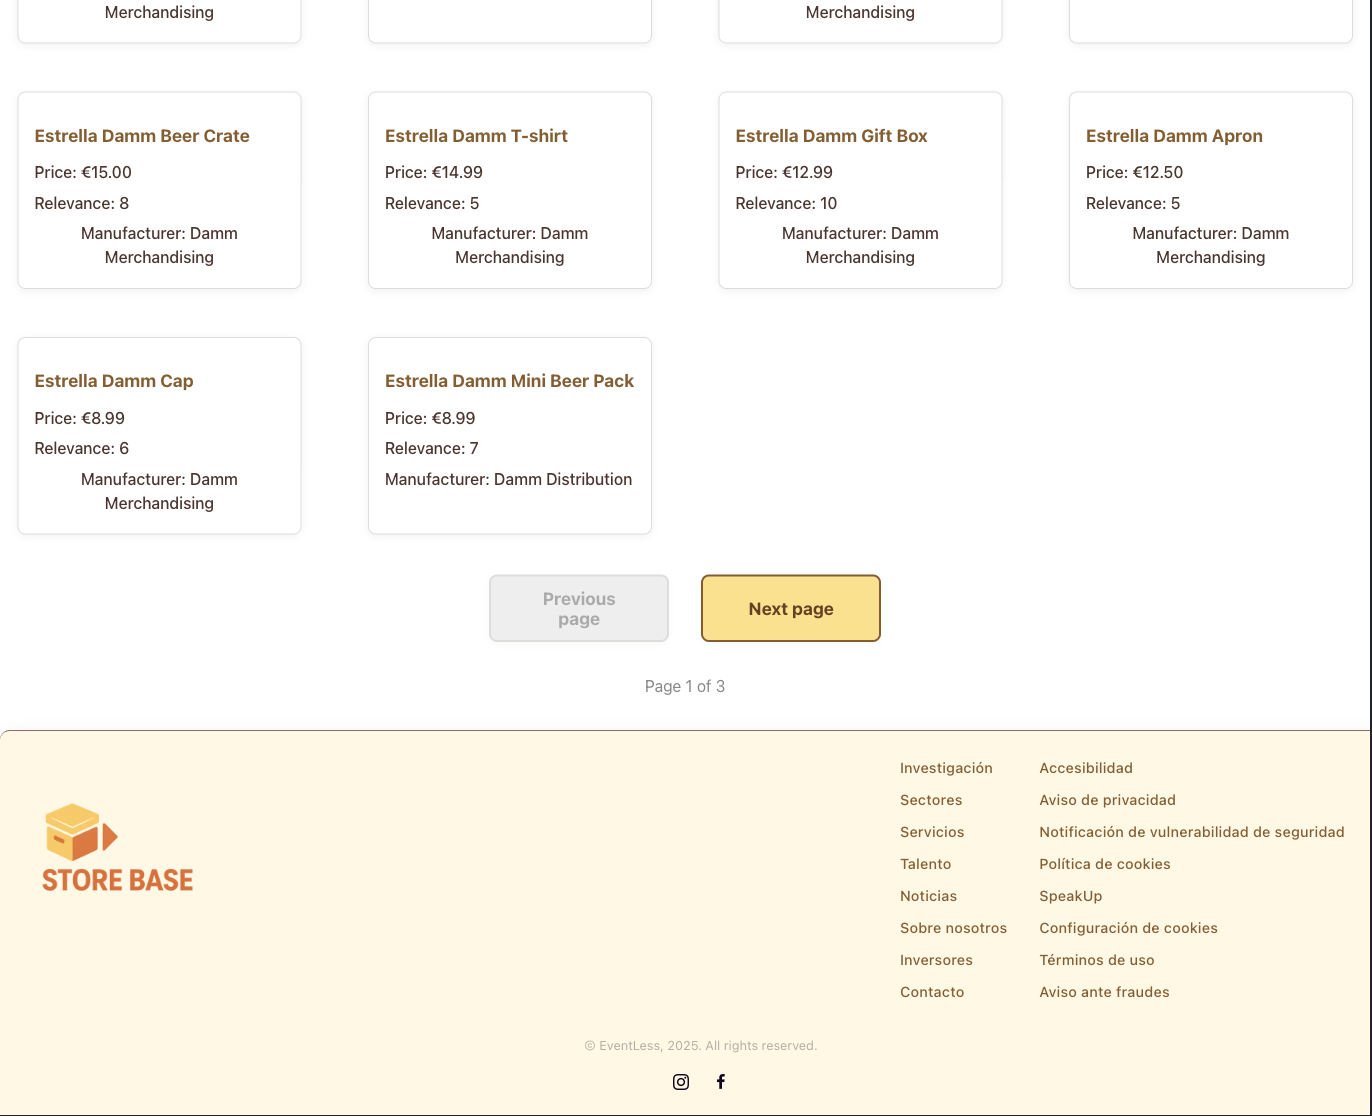 Merchandising
Merchandising
Estrella Damm Beer Crate
Price: €15.00
Relevance: 8
Manufacturer: Damm
Merchandising
Estrella Damm T-shirt
Price: €14.99
Relevance: 5
Manufacturer: Damm
Merchandising
Estrella Damm Gift Box
Price: €12.99
Relevance: 10
Manufacturer: Damm
Merchandising
Estrella Damm Apron
Price: €12.50
Relevance: 5
Manufacturer: Damm
Merchandising
Estrella Damm Cap
Price: €8.99
Relevance: 6
Manufacturer: Damm
Merchandising
Estrella Damm Mini Beer Pack
Price: €8.99
Relevance: 7
Manufacturer: Damm Distribution
Previous
page
Next page
Page 1 of 3
STORE BASE
Investigación
Sectores
Servicios
Talento
Noticias
Sobre nosotros
Inversores
Contacto
Accesibilidad
Aviso de privacidad
Notificación de vulnerabilidad de seguridad
Política de cookies
SpeakUp
Configuración de cookies
Términos de uso
Aviso ante fraudes
© EventLess, 2025. All rights reserved.